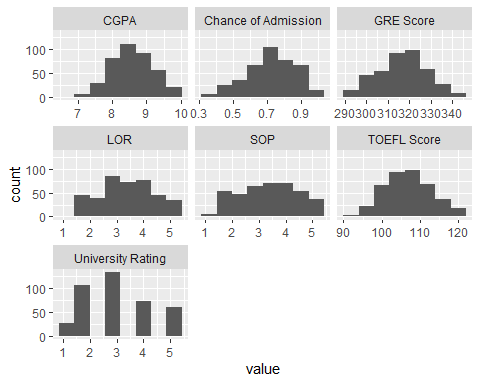 CGPA Chance of Admission GRE Score
100
50
0
7 8 9 10 0.3 0.5 0.7 0.9 290 300 310 320 330 340
LOR SOP TOEFL Score
100
50
0
1 2 3 4 5 1 2 3 4 5 90 100 110 120
University Rating
100
50
0
1 2 3 4 5
count
value